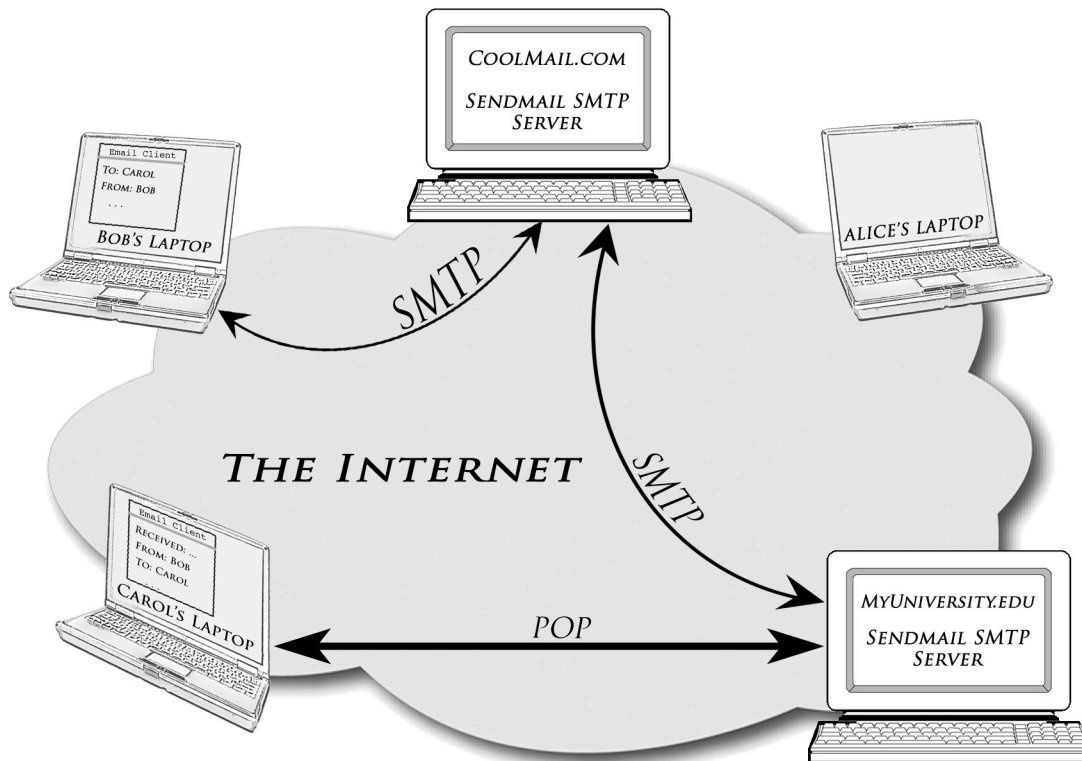 CoolMail.com
Sendmail SMTP
Server
Email Client
To: Carol
From: Bob
...
Bob's Laptop
Alice's Laptop
SMTP
The Internet
SMTP
Email Client
Received: ...
From: Bob
To: Carol
...
Carol's Laptop
POP
MyUniversity.edu
Sendmail SMTP
Server